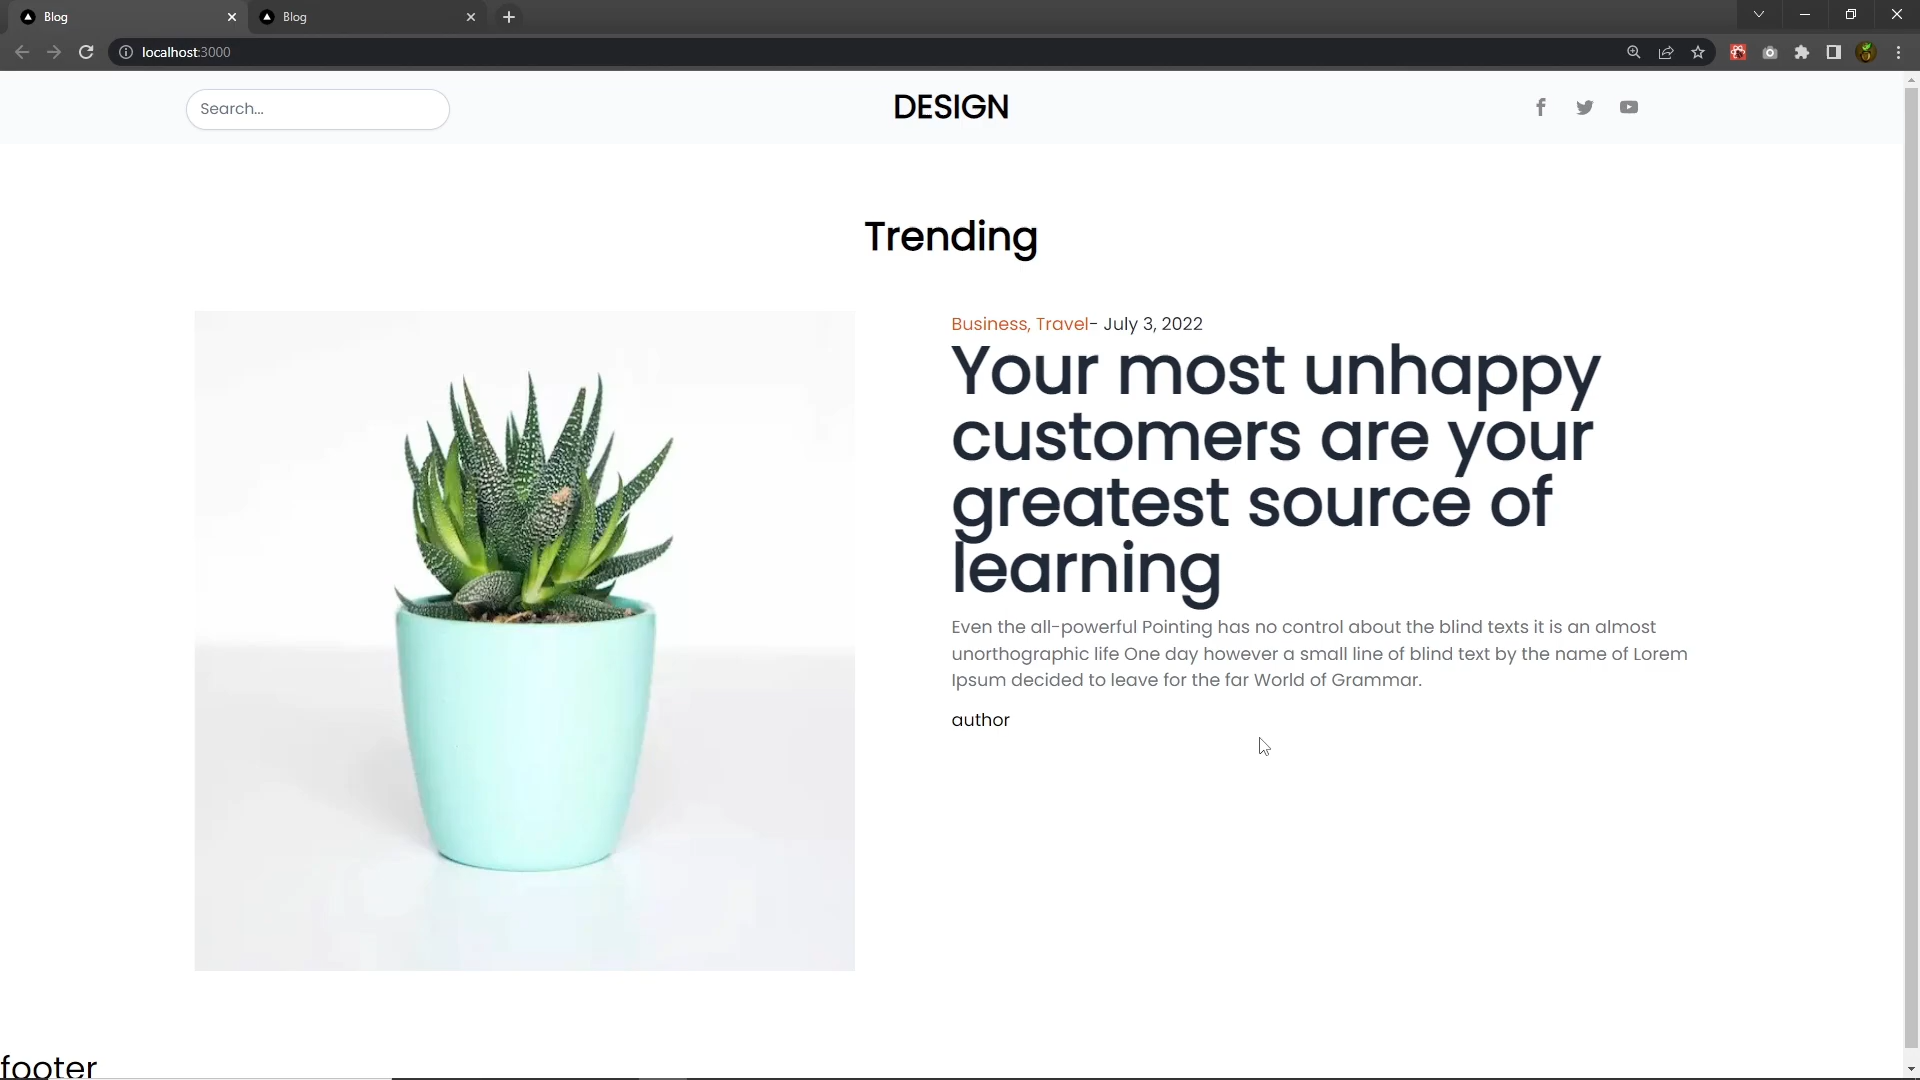 Blog
Blog
localhost:3000
Search...
DESIGN
Trending
Business, Travel- July 3, 2022
Your most unhappy
customers are your
greatest source of
learning
Even the all-powerful Pointing has no control about the blind texts it is an almost
unorthographic life One day however a small line of blind text by the name of Lorem
Ipsum decided to leave for the far World of Grammar.
author
footer